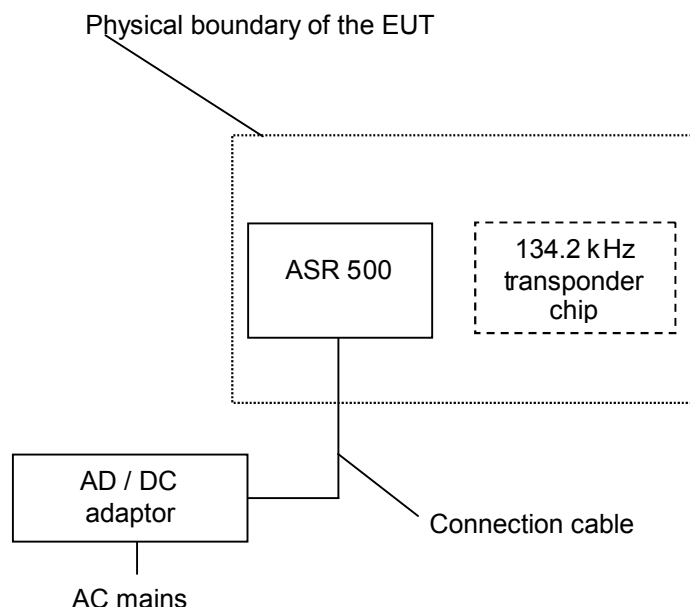 Physical boundary of the EUT
ASR 500
134.2 kHz
transponder
chip
AD / DC
adaptor
Connection cable
AC mains